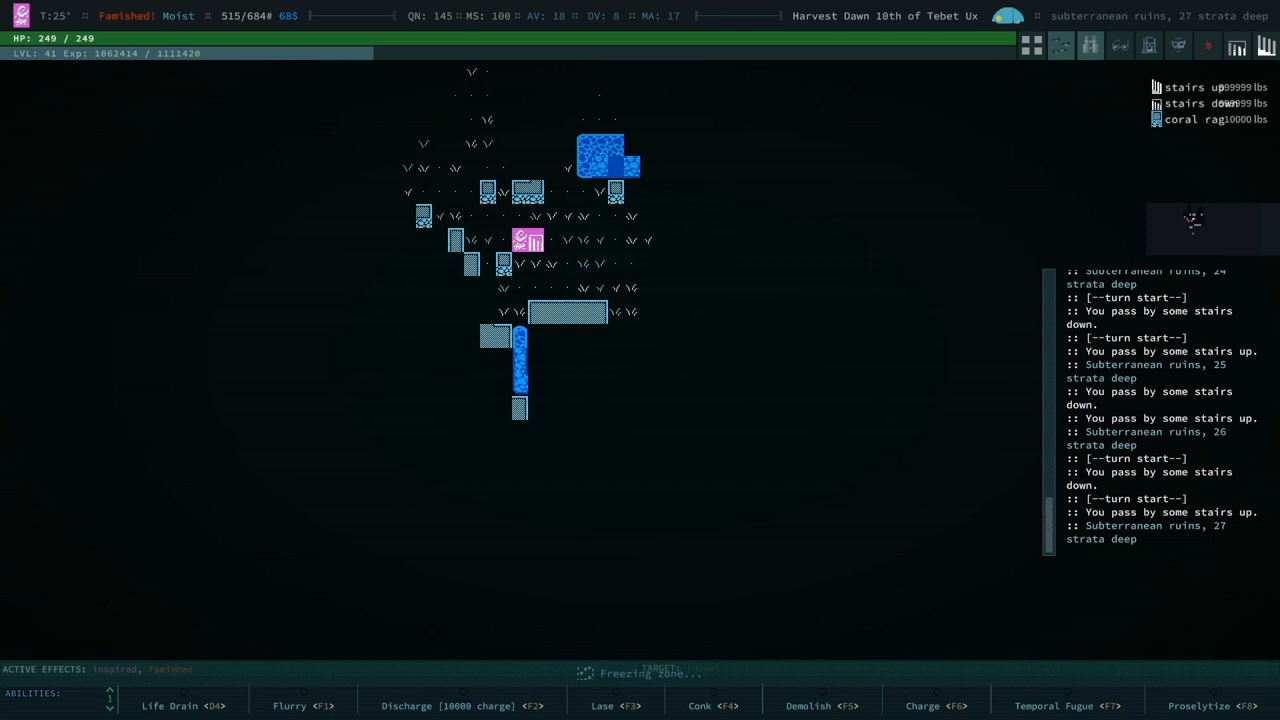 T:25° Famished! Moist :: 515/684# 68$ QN: 145 :: MS: 100 :: AV: 18 :: DV: 8 :: MA: 17 Harvest Dawn 10th of Tebet Ux :: subterranean ruins, 27 strata deep
HP: 249 / 249
LVL: 41 Exp: 1062414 / 1111420
stairs up 999999 lbs
stairs down 999999 lbs
coral rag 10000 lbs
:: Subterranean ruins, 24
strata deep
:: [--turn start--]
:: You pass by some stairs
down.
:: [--turn start--]
:: You pass by some stairs up.
:: Subterranean ruins, 25
strata deep
:: You pass by some stairs
down.
:: You pass by some stairs up.
:: Subterranean ruins, 26
strata deep
:: [--turn start--]
:: You pass by some stairs
down.
:: [--turn start--]
:: You pass by some stairs up.
:: Subterranean ruins, 27
strata deep
ACTIVE EFFECTS: inspired, famished TARGET:
Freezing zone...
ABILITIES: 1 Life Drain <D4> Flurry <F1> Discharge [10000 charge] <F2> Lase <F3> Conk <F4> Demolish <F5> Charge <F6> Temporal Fugue <F7> Proselytize <F8>